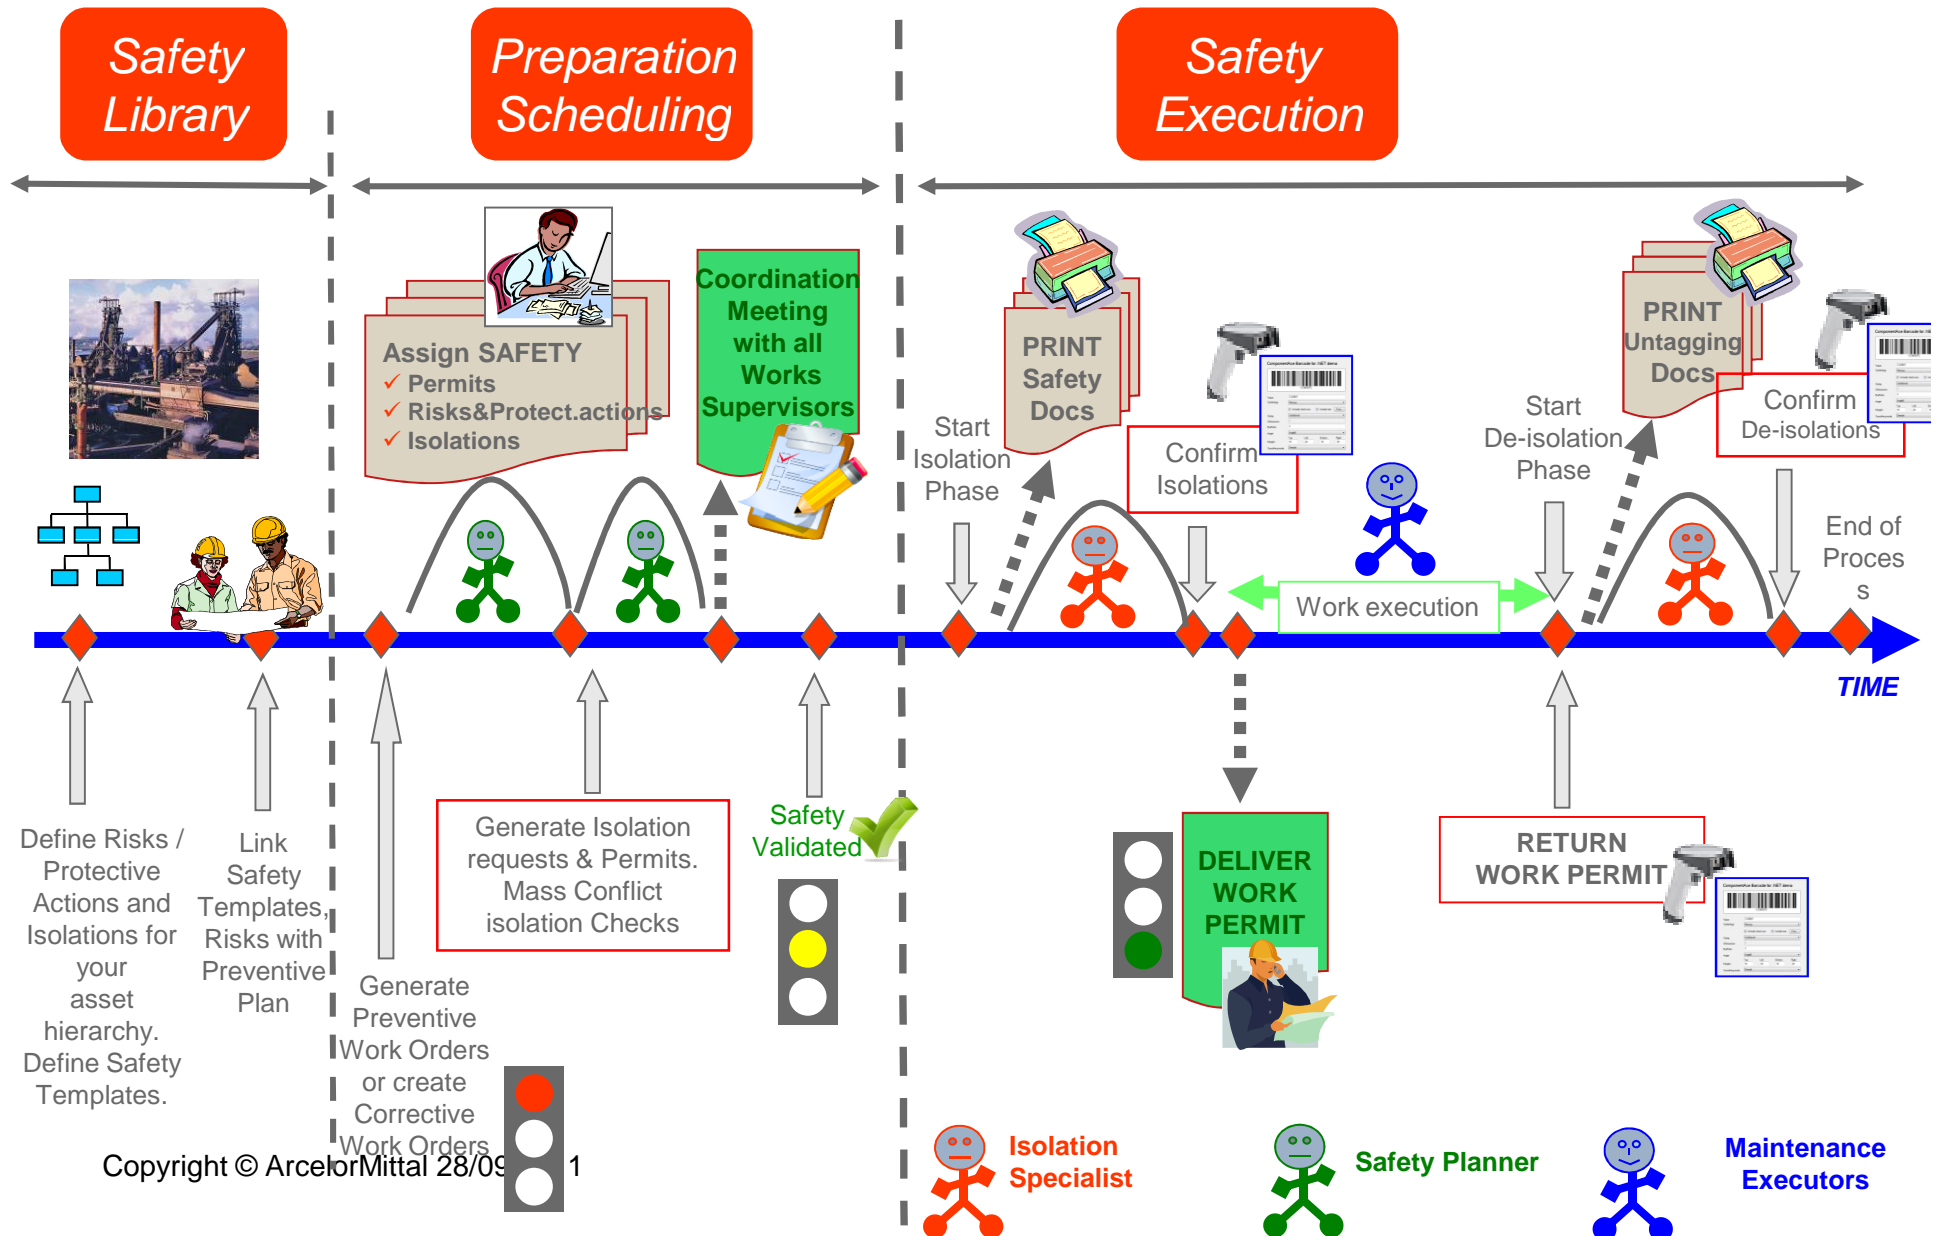 Safety
Library
Preparation
Scheduling
Safety
Execution
Assign SAFETY
✓ Permits
✓ Risks&Protect.actions
✓ Isolations
Coordination
Meeting
with all
Works
Supervisors
Start
Isolation
Phase
PRINT
Safety
Docs
Confirm
Isolations
Work execution
Start
De-isolation
Phase
PRINT
Untagging
Docs
Confirm
De-isolations
End of
Proces
s
TIME
Define Risks /
Protective
Actions and
Isolations for
your
asset
hierarchy.
Define Safety
Templates.
Link
Safety
Templates,
Risks with
Preventive
Plan
Generate
Preventive
Work Orders
or create
Corrective
Work Orders
Generate Isolation
requests & Permits.
Mass Conflict
isolation Checks
Safety
Validated
DELIVER
WORK
PERMIT
RETURN
WORK PERMIT
Isolation
Specialist
Safety Planner
Maintenance
Executors
Copyright © ArcelorMittal 28/09 1